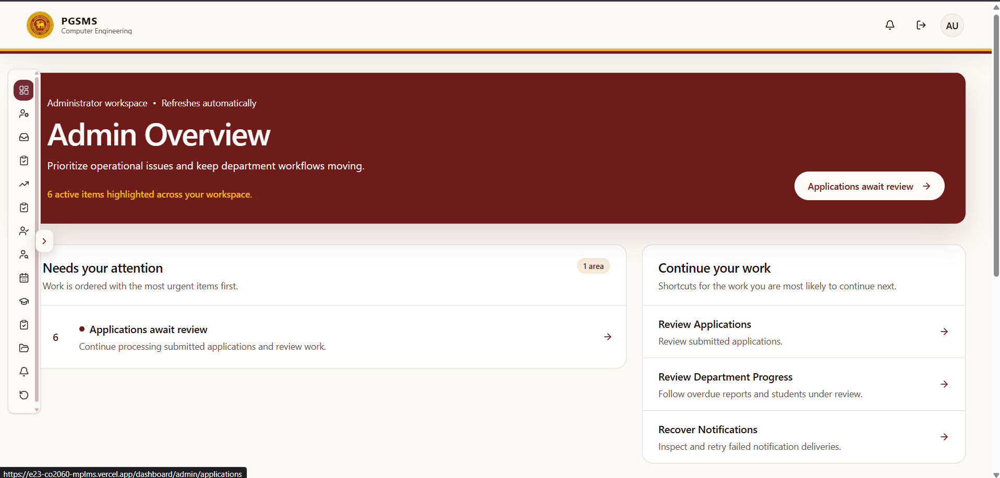 PGSMS
Computer Engineering
AU
Administrator workspace • Refreshes automatically
Admin Overview
Prioritize operational issues and keep department workflows moving.
6 active items highlighted across your workspace.
Applications await review
Needs your attention
1 area
Work is ordered with the most urgent items first.
6
Applications await review
Continue processing submitted applications and review work.
Continue your work
Shortcuts for the work you are most likely to continue next.
Review Applications
Review submitted applications.
Review Department Progress
Follow overdue reports and students under review.
Recover Notifications
Inspect and retry failed notification deliveries.
https://e23-co2060-mplms.vercel.app/dashboard/admin/applications